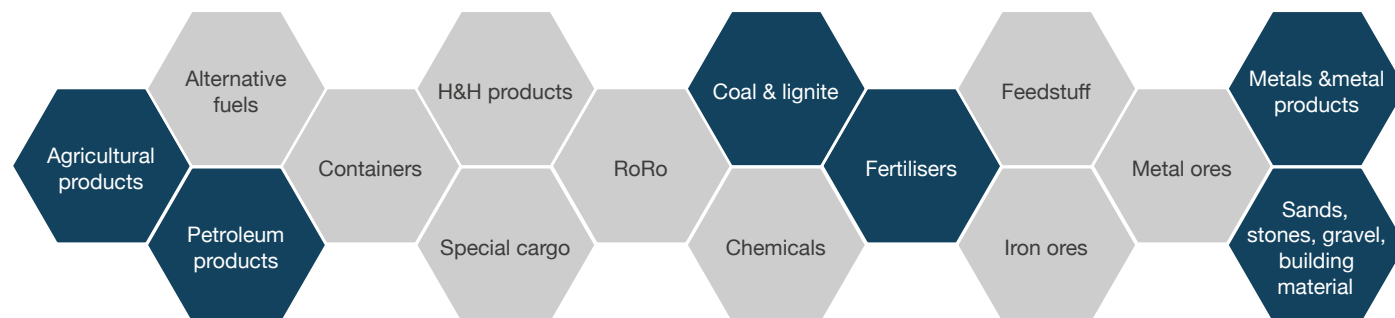 Alternative
fuels
H&H products
Coal & lignite
Feedstuff
Metals &metal
products
Agricultural
products
Containers
RoRo
Fertilisers
Metal ores
Petroleum
products
Special cargo
Chemicals
Iron ores
Sands,
stones, gravel,
building
material